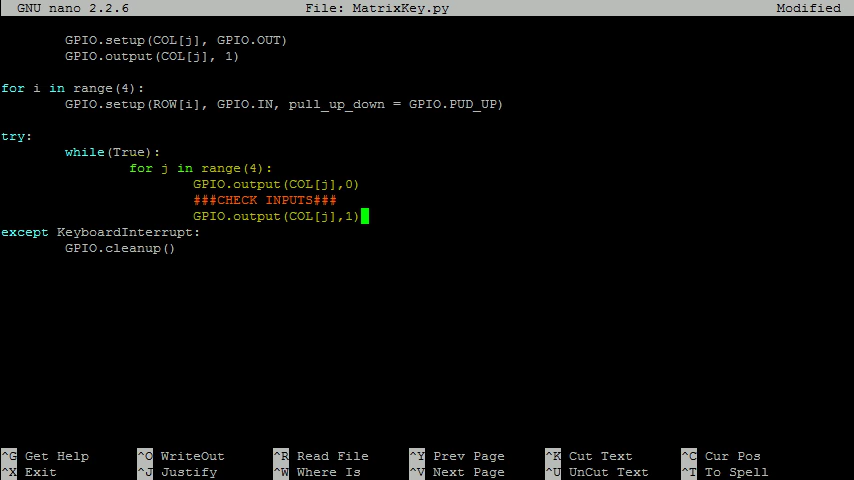 GNU nano 2.2.6 File: MatrixKey.py Modified
GPIO.setup(COL[j], GPIO.OUT)
GPIO.output(COL[j], 1)
for i in range(4):
GPIO.setup(ROW[i], GPIO.IN, pull_up_down = GPIO.PUD_UP)
try:
while(True):
for j in range(4):
GPIO.output(COL[j],0)
###CHECK INPUTS###
GPIO.output(COL[j],1)
except KeyboardInterrupt:
GPIO.cleanup()
^G Get Help ^O WriteOut ^R Read File ^Y Prev Page ^K Cut Text ^C Cur Pos
^X Exit ^J Justify ^W Where Is ^V Next Page ^U UnCut Text ^T To Spell